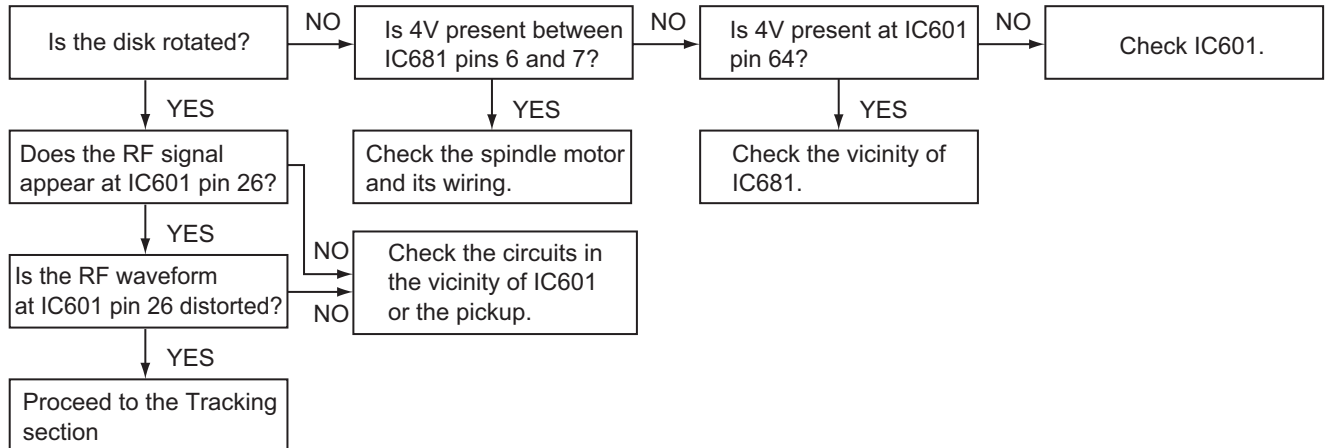 Is the disk rotated?
NO
Is 4V present between
IC681 pins 6 and 7?
NO
Is 4V present at IC601
pin 64?
NO
Check IC601.
YES
YES
YES
Does the RF signal
appear at IC601 pin 26?
Check the spindle motor
and its wiring.
Check the vicinity of
IC681.
YES
NO
Is the RF waveform
at IC601 pin 26 distorted?
NO
Check the circuits in
the vicinity of IC601
or the pickup.
YES
Proceed to the Tracking
section